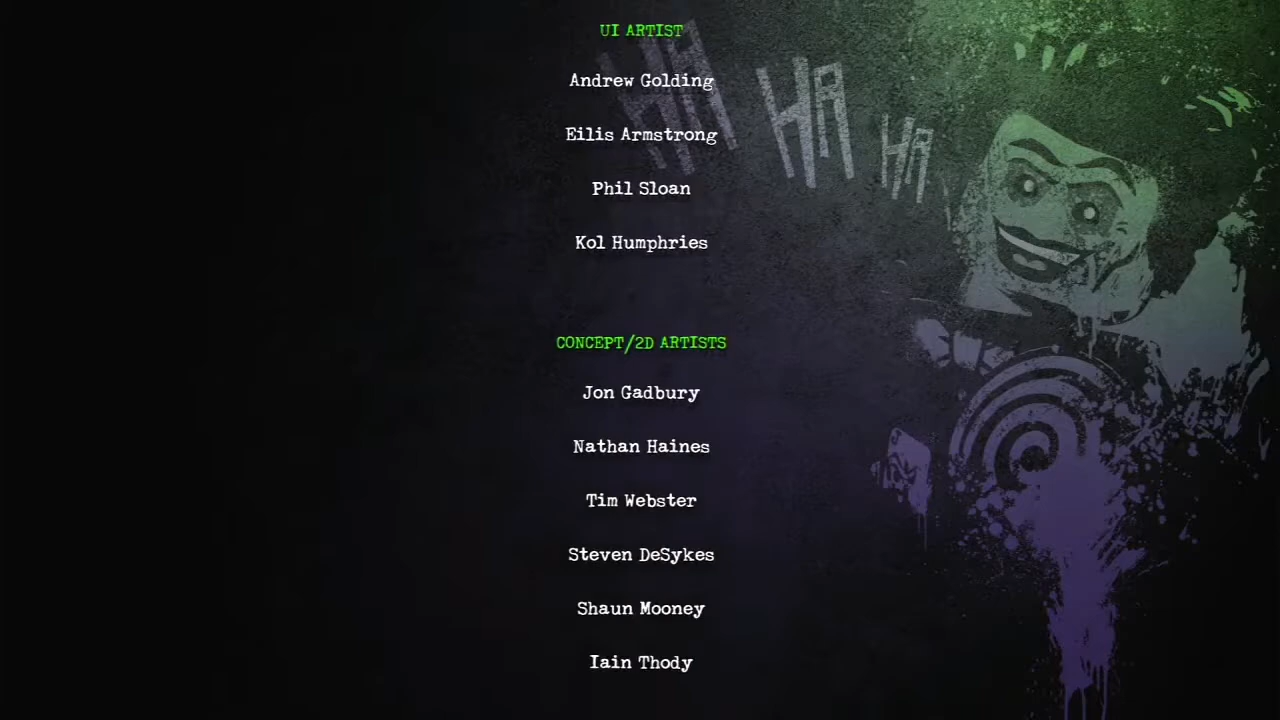 UI ARTIST
Andrew Golding
Eilis Armstrong
Phil Sloan
Kol Humphries
HA HA HA
CONCEPT/2D ARTISTS
Jon Gadbury
Nathan Haines
Tim Webster
Steven DeSykes
Shaun Mooney
Iain Thody